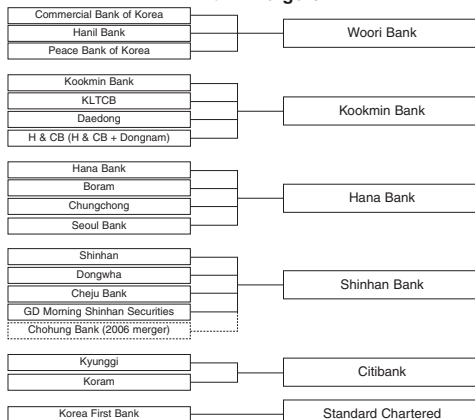 Commercial Bank of Korea
Hanil Bank
Peace Bank of Korea
Woori Bank
Kookmin Bank
KLTCB
Daedong
H & CB (H & CB + Dongnam)
Kookmin Bank
Hana Bank
Boram
Chungchong
Seoul Bank
Hana Bank
Shinhan
Dongwha
Cheju Bank
GD Morning Shinhan Securities
Chohung Bank (2006 merger)
Shinhan Bank
Kyunggi
Koram
Citibank
Korea First Bank
Standard Chartered